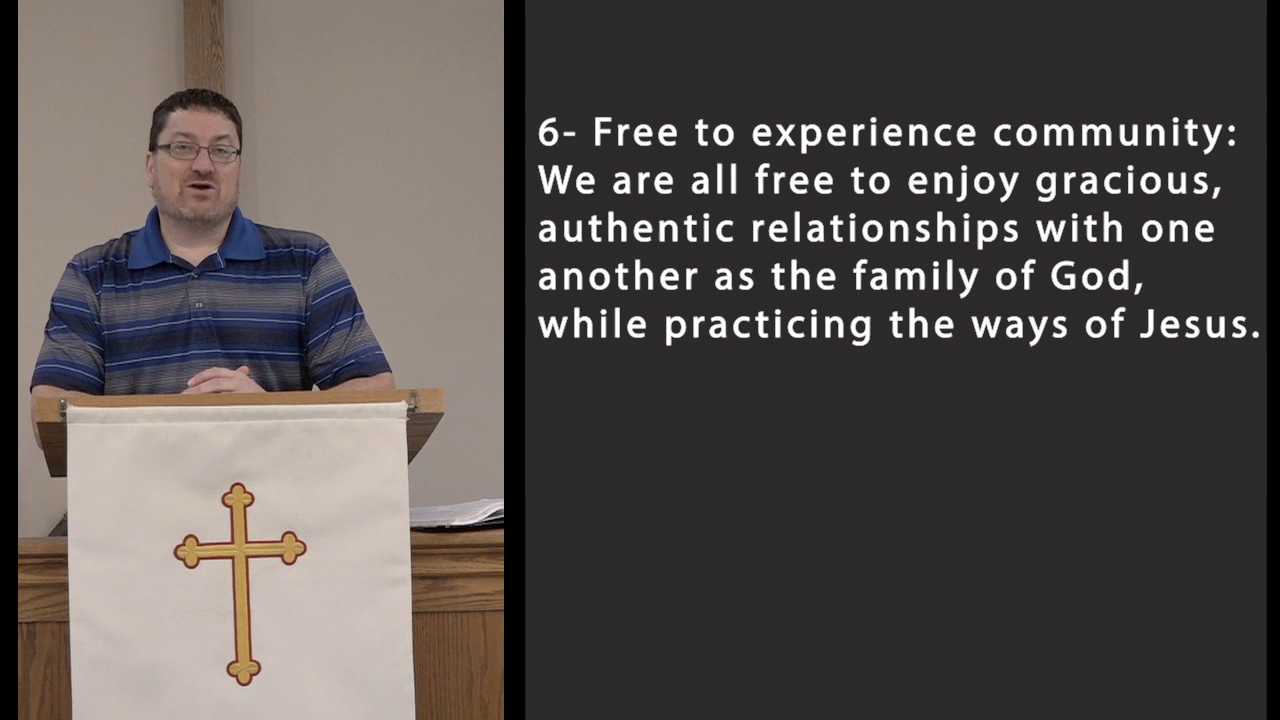 6- Free to experience community:
We are all free to enjoy gracious,
authentic relationships with one
another as the family of God,
while practicing the ways of Jesus.